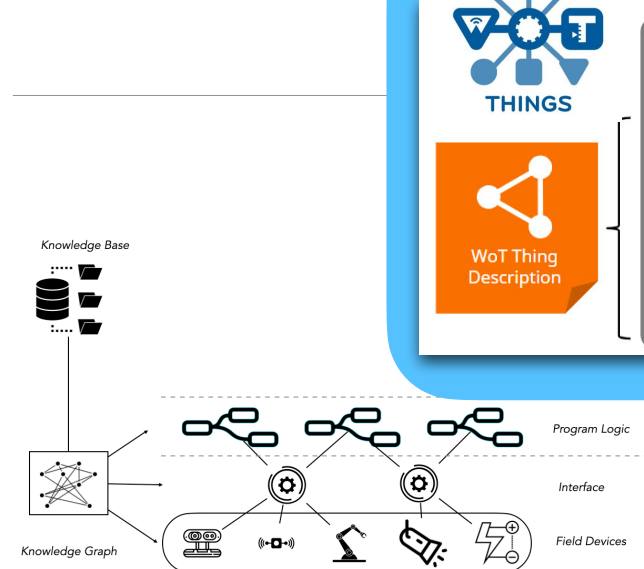 W T
THINGS
WoT Thing
Description
Knowledge Base
Program Logic
Interface
Knowledge Graph
Field Devices